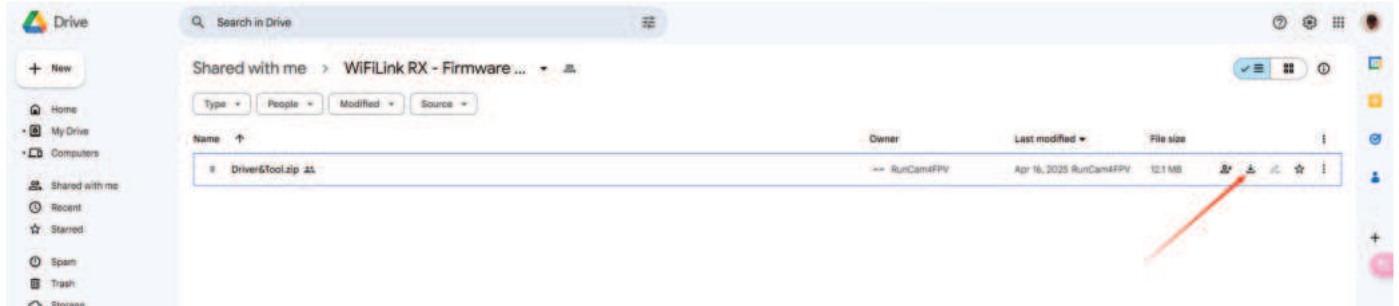 Drive
Search in Drive
New
Shared with me > WiFiLink RX - Firmware ...
Type People Modified Source
Home
My Drive
Computers
Shared with me
Recent
Starred
Spam
Trash
Storage
Name Owner Last modified File size
Driver&Tool.zip RunCam4FPV Apr 16, 2025 RunCam4FPV 12.1 MB